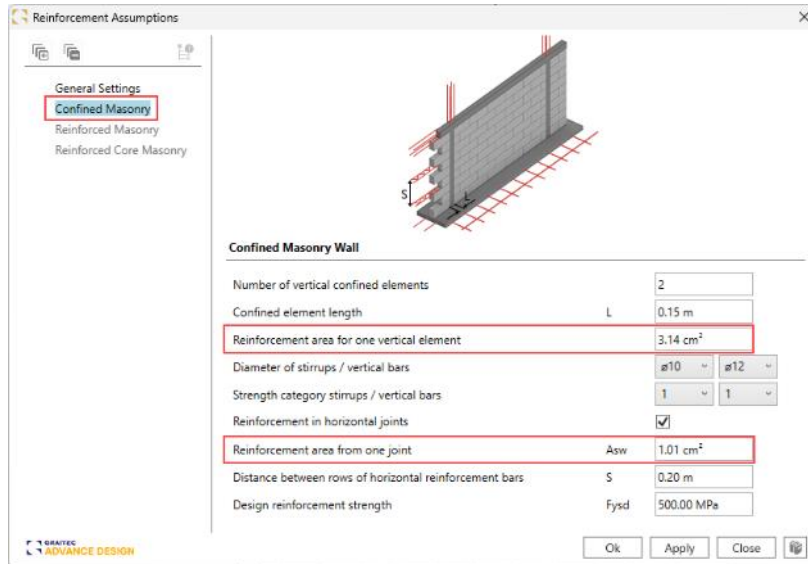 Reinforcement Assumptions
General Settings
Confined Masonry
Reinforced Masonry
Reinforced Core Masonry
S
L
Confined Masonry Wall
Number of vertical confined elements 2
Confined element length L 0.15 m
Reinforcement area for one vertical element 3.14 cm²
Diameter of stirrups / vertical bars ø10 ø12
Strength category stirrups / vertical bars 1 1
Reinforcement in horizontal joints
Reinforcement area from one joint Asw 1.01 cm²
Distance between rows of horizontal reinforcement bars S 0.20 m
Design reinforcement strength Fysd 500.00 MPa
GRAITEC
ADVANCE DESIGN
Ok Apply Close